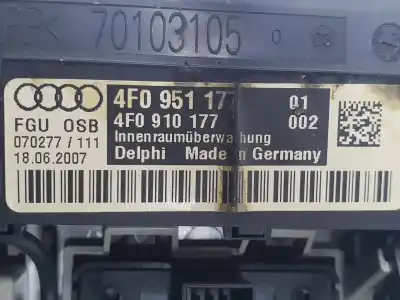 70103105
4F0 951 177 01
4F0 910 177 002
FGU OSB
Innenraumüberwachung
070277 / 111
Delphi Made in Germany
18.06.2007